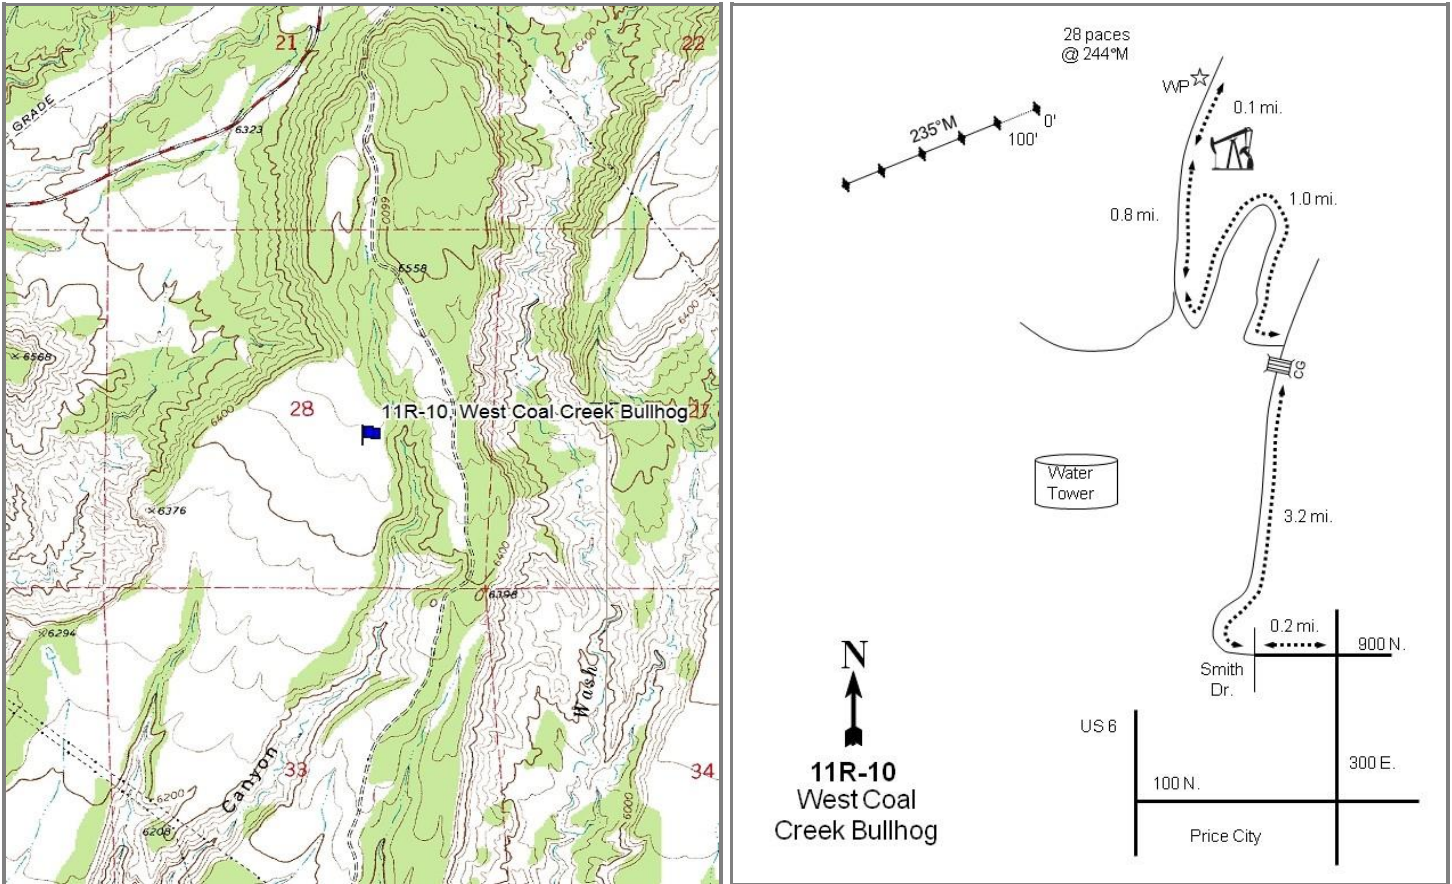 21
22
6400
GRADE
6323
6600
6558
6400
6568
28
11R-10, West Coal Creek Bullhog
27
6400
6376
6400
6398
6294
Wash
Canyon
33
34
6200
6208
6000
28 paces
@ 244°M
WP
0.1 mi.
235°M
0'
100'
0.8 mi.
1.0 mi.
CG
Water
Tower
3.2 mi.
0.2 mi.
900 N.
Smith
Dr.
N
US 6
300 E.
11R-10
West Coal
Creek Bullhog
100 N.
Price City